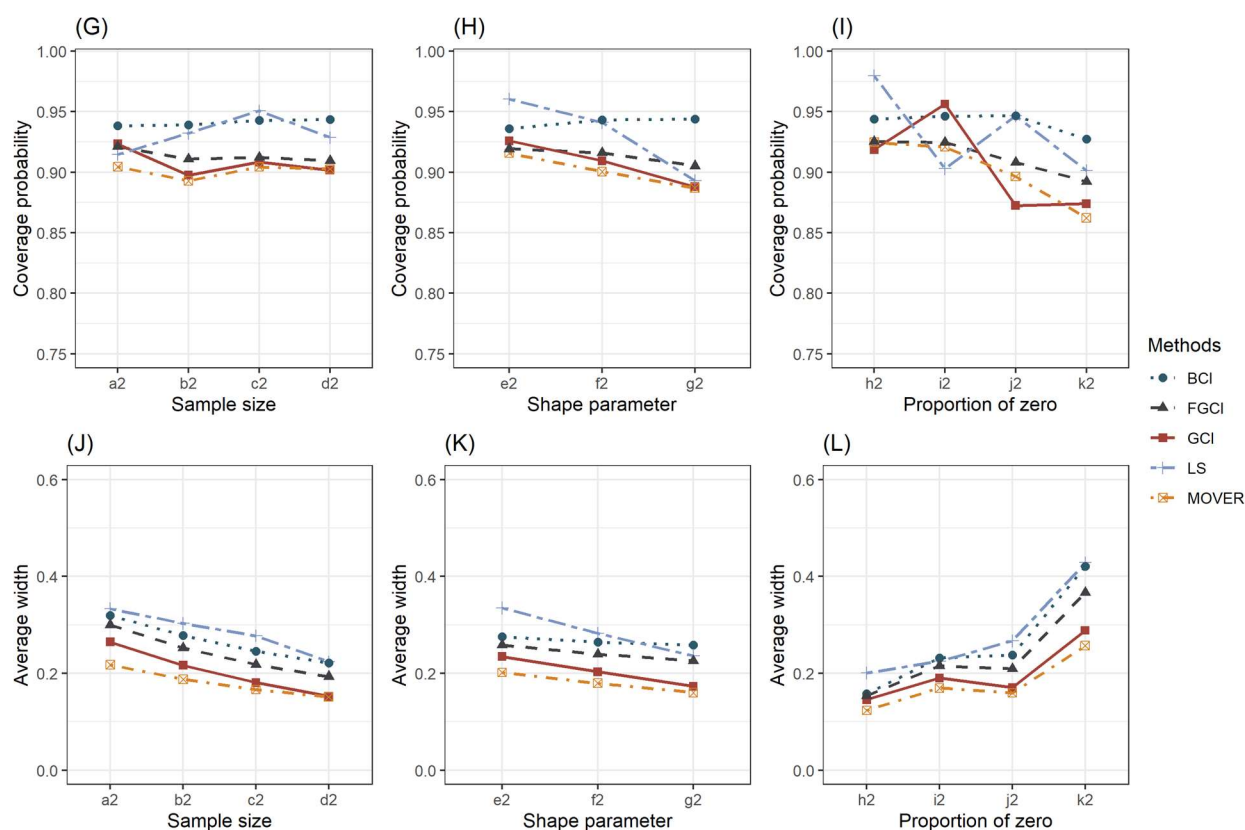 (G)
1.00
0.95
0.90
0.85
0.80
0.75
Coverage probability
a2 b2 c2 d2
Sample size
(H)
1.00
0.95
0.90
0.85
0.80
0.75
Coverage probability
e2 f2 g2
Shape parameter
(I)
1.00
0.95
0.90
0.85
0.80
0.75
Coverage probability
h2 i2 j2 k2
Proportion of zero
Methods
BCI
FGCI
GCI
LS
MOVER
(J)
0.6
0.4
0.2
0.0
Average width
a2 b2 c2 d2
Sample size
(K)
0.6
0.4
0.2
0.0
Average width
e2 f2 g2
Shape parameter
(L)
0.6
0.4
0.2
0.0
Average width
h2 i2 j2 k2
Proportion of zero